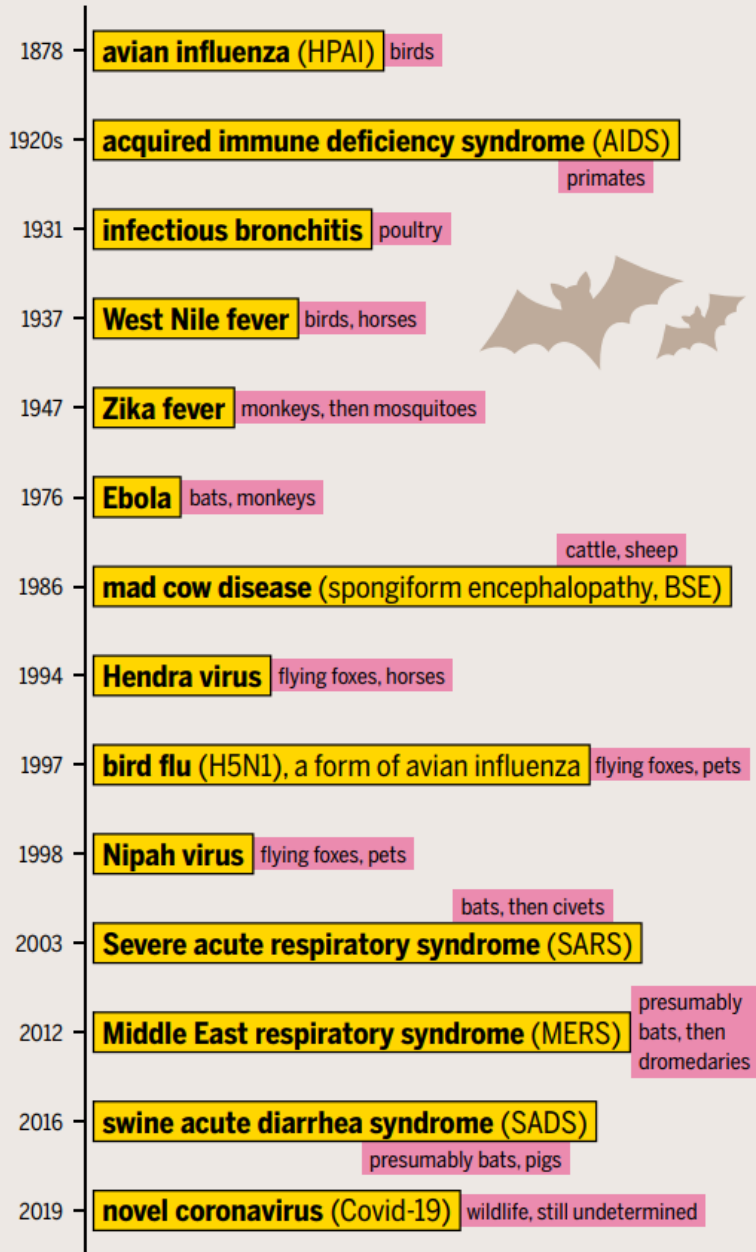 1878
avian influenza (HPAI)
birds
1920s
acquired immune deficiency syndrome (AIDS)
primates
1931
infectious bronchitis
poultry
1937
West Nile fever
birds, horses
1947
Zika fever
monkeys, then mosquitoes
1976
Ebola
bats, monkeys
cattle, sheep
1986
mad cow disease (spongiform encephalopathy, BSE)
1994
Hendra virus
flying foxes, horses
1997
bird flu (H5N1), a form of avian influenza
flying foxes, pets
1998
Nipah virus
flying foxes, pets
bats, then civets
2003
Severe acute respiratory syndrome (SARS)
2012
Middle East respiratory syndrome (MERS)
presumably
bats, then
dromedaries
2016
swine acute diarrhea syndrome (SADS)
presumably bats, pigs
2019
novel coronavirus (Covid-19)
wildlife, still undetermined